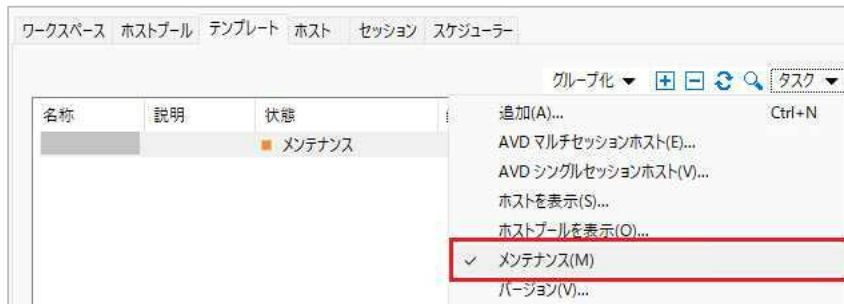 ワークスペース ホストプール テンプレート ホスト セッション スケジューラー
グループ化 タスク
名称 説明 状態
メンテナンス
追加(A)... Ctrl+N
AVD マルチセッションホスト(E)...
AVD シングルセッションホスト(V)...
ホストを表示(S)...
ホストプールを表示(O)...
メンテナンス(M)
バージョン(V)...